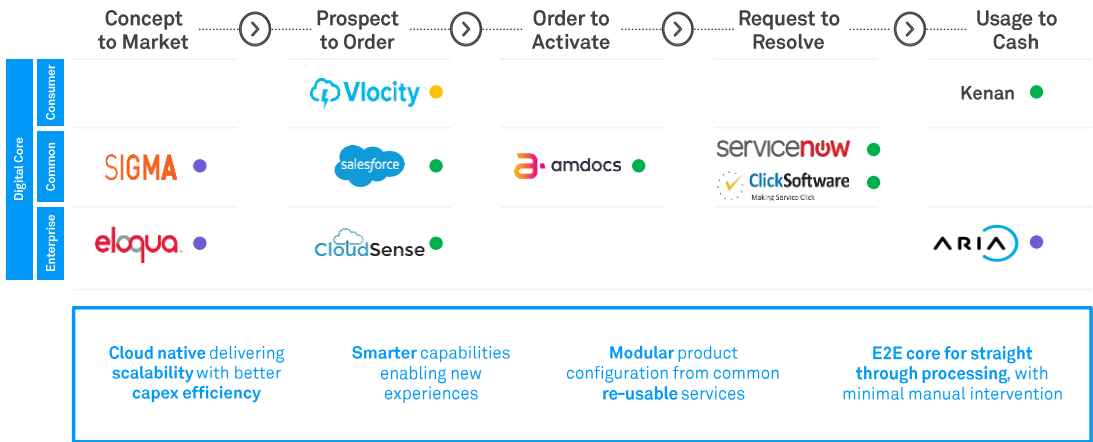 Concept
to Market
Prospect
to Order
Order to
Activate
Request to
Resolve
Usage to
Cash
Digital Core
Consumer
Vlocity
Kenan
Common
SIGMA
salesforce
amdocs
servicenow
ClickSoftware
Making Service Click
Enterprise
eloqua
CloudSense
ARIA
Cloud native delivering
scalability with better
capex efficiency
Smarter capabilities
enabling new
experiences
Modular product
configuration from common
re-usable services
E2E core for straight
through processing, with
minimal manual intervention